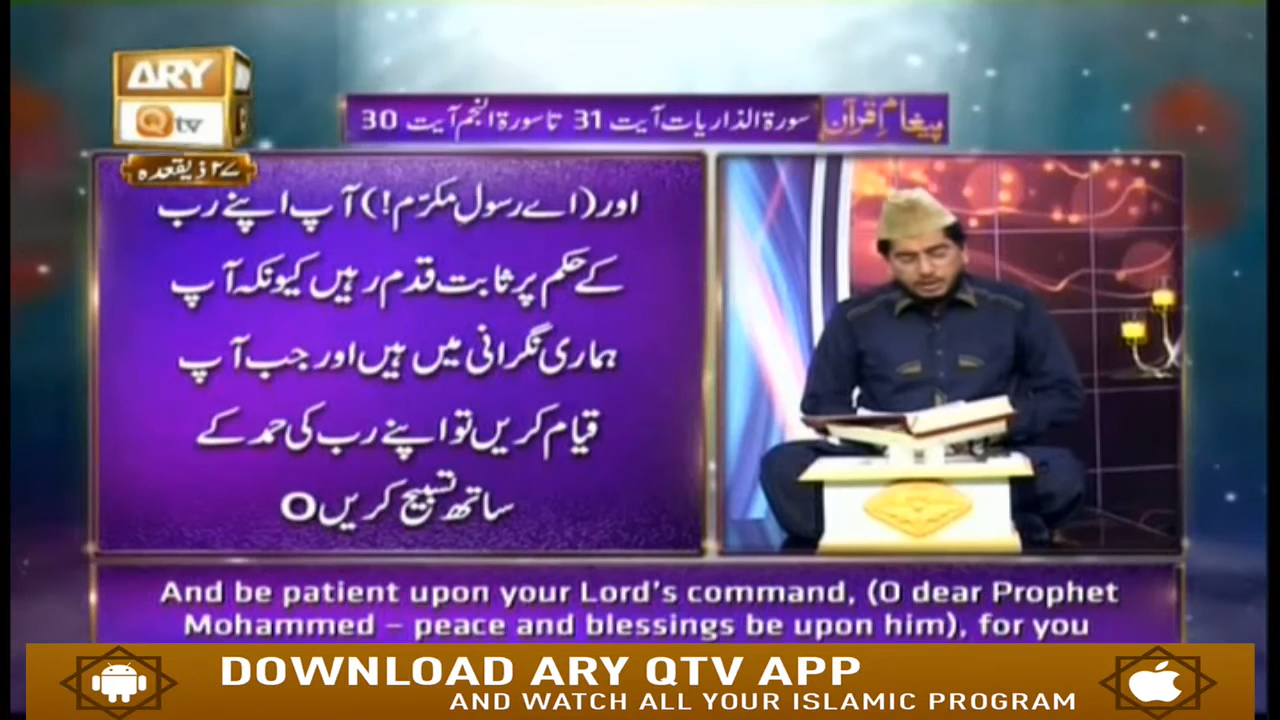 ARY
Qtv
پیغام قرآن سورۃ الذاریات آیت 31 تا سورۃ النجم آیت 30
۲۷ ذیقعدہ
اور (اے رسولِ مکرّم!) آپ اپنے رب
کے حکم پر ثابت قدم رہیں کیونکہ آپ
ہماری نگرانی میں ہیں اور جب آپ
قیام کریں تو اپنے رب کی حمد کے
ساتھ تسبیح کریں O
And be patient upon your Lord's command, (O dear Prophet
Mohammed – peace and blessings be upon him), for you
DOWNLOAD ARY QTV APP
AND WATCH ALL YOUR ISLAMIC PROGRAM